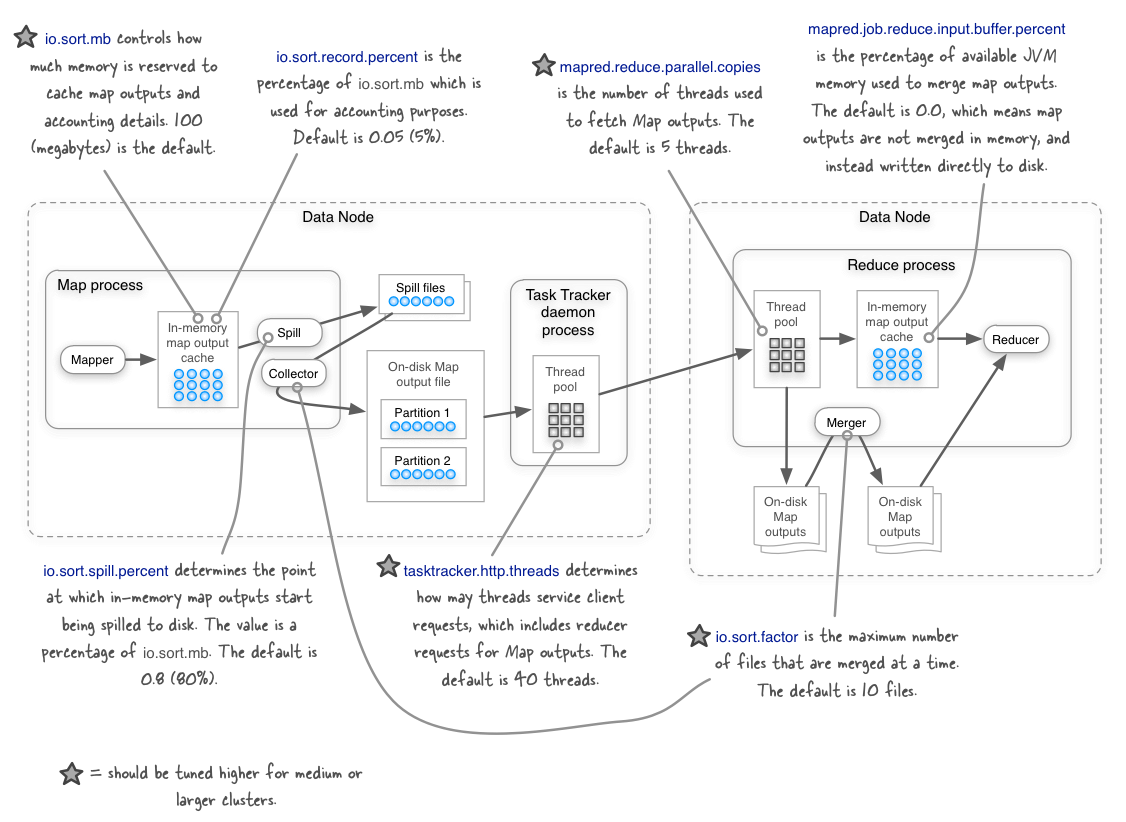 io.sort.mb controls how
much memory is reserved to
cache map outputs and
accounting details. 100
(megabytes) is the default.
io.sort.record.percent is the
percentage of io.sort.mb which is
used for accounting purposes.
Default is 0.05 (5%).
mapred.reduce.parallel.copies
is the number of threads used
to fetch Map outputs. The
default is 5 threads.
mapred.job.reduce.input.buffer.percent
is the percentage of available JVM
memory used to merge map outputs.
The default is 0.0, which means map
outputs are not merged in memory, and
instead written directly to disk.
Data Node
Map process
Mapper
In-memory
map output
cache
Spill
Collector
Spill files
On-disk Map
output file
Partition 1
Partition 2
Task Tracker
daemon
process
Thread
pool
Data Node
Reduce process
Thread
pool
In-memory
map output
cache
Reducer
Merger
On-disk
Map
outputs
On-disk
Map
outputs
io.sort.spill.percent determines the point
at which in-memory map outputs start
being spilled to disk. The value is a
percentage of io.sort.mb. The default is
0.8 (80%).
tasktracker.http.threads determines
how may threads service client
requests, which includes reducer
requests for Map outputs. The
default is 40 threads.
io.sort.factor is the maximum number
of files that are merged at a time.
The default is 10 files.
= should be tuned higher for medium or
larger clusters.